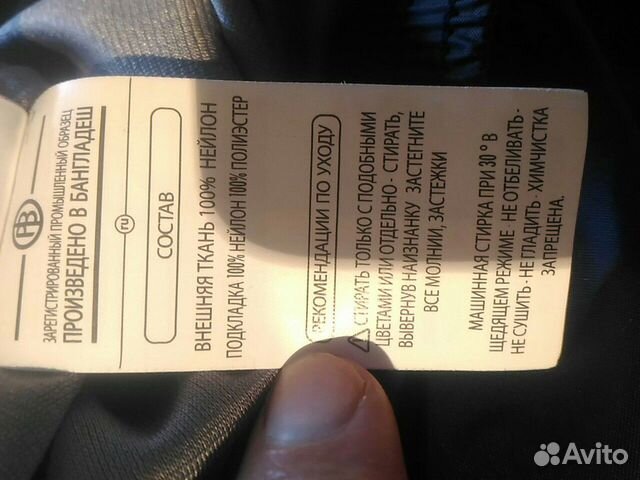 ЗАРЕГИСТРИРОВАННЫЙ ПРОМЫШЛЕННЫЙ ОБРАЗЕЦ
ПРОИЗВЕДЕНО В БАНГЛАДЕШ
ru
СОСТАВ
ВНЕШНЯЯ ТКАНЬ 100% НЕЙЛОН
ПОДКЛАДКА 100% НЕЙЛОН 100% ПОЛИЭСТЕР
РЕКОМЕНДАЦИИ ПО УХОДУ
СТИРАТЬ ТОЛЬКО С ПОДОБНЫМИ
ЦВЕТАМИ ИЛИ ОТДЕЛЬНО - СТИРАТЬ,
ВЫВЕРНУВ НАИЗНАНКУ ЗАСТЕГНИТЕ
ВСЕ МОЛНИИ, ЗАСТЕЖКИ
МАШИННАЯ СТИРКА ПРИ 30° В
ЩЕДЯЩЕМ РЕЖИМЕ - НЕ ОТБЕЛИВАТЬ -
НЕ СУШИТЬ - НЕ ГЛАДИТЬ - ХИМЧИСТКА
ЗАПРЕЩЕНА.
Avito